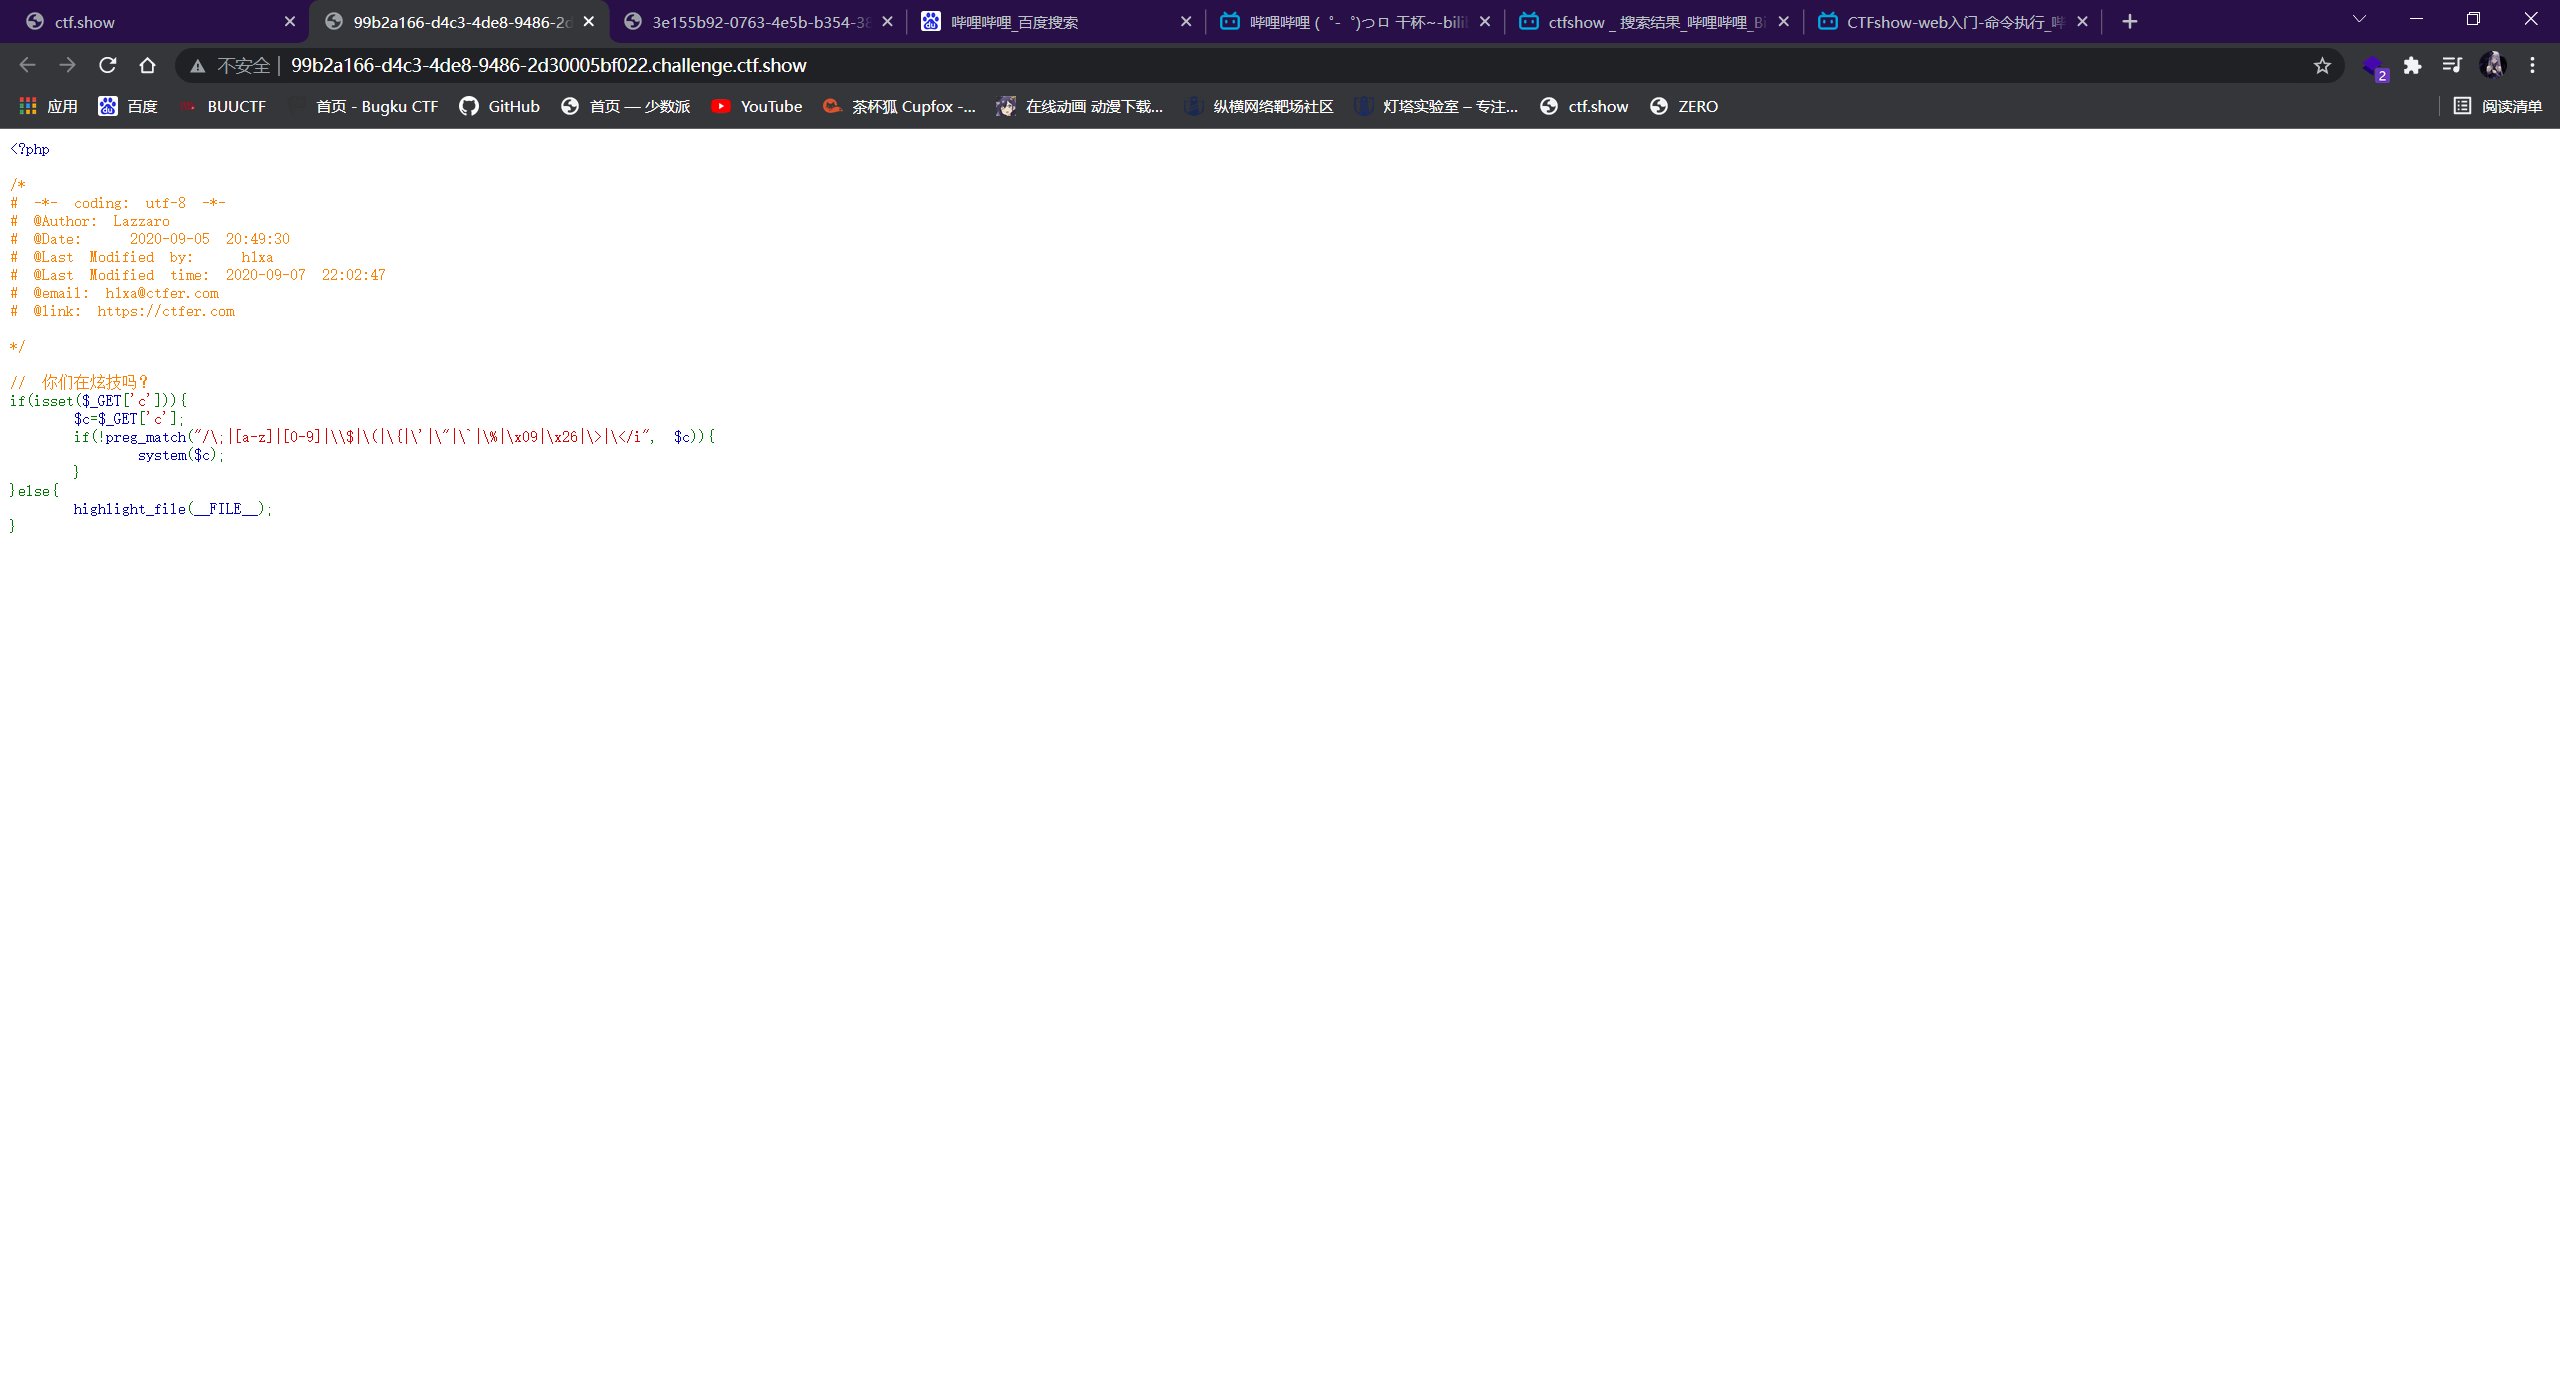 ctf.show
99b2a166-d4c3-4de8-9486-2d
3e155b92-0763-4e5b-b354-38
哔哩哔哩_百度搜索
哔哩哔哩 (゜-゜)つロ 干杯~-bili
ctfshow _ 搜索结果_哔哩哔哩_Bi
CTFshow-web入门-命令执行_哔
不安全 | 99b2a166-d4c3-4de8-9486-2d30005bf022.challenge.ctf.show
2
应用 百度 BUUCTF 首页 - Bugku CTF GitHub 首页 — 少数派 YouTube 茶杯狐 Cupfox -... 在线动画 动漫下载... 纵横网络靶场社区 灯塔实验室 – 专注... ctf.show ZERO 阅读清单
<?php
/*
# -*- coding: utf-8 -*-
# @Author: Lazzaro
# @Date: 2020-09-05 20:49:30
# @Last Modified by: h1xa
# @Last Modified time: 2020-09-07 22:02:47
# @email: h1xa@ctfer.com
# @link: https://ctfer.com
*/
// 你们在炫技吗？
if(isset($_GET['c'])){
$c=$_GET['c'];
if(!preg_match("/\;|[a-z]|[0-9]|\\$|\(|\{|\'|\"|\`|\%|\x09|\x26|\>|\</i", $c)){
system($c);
}
}else{
highlight_file(__FILE__);
}